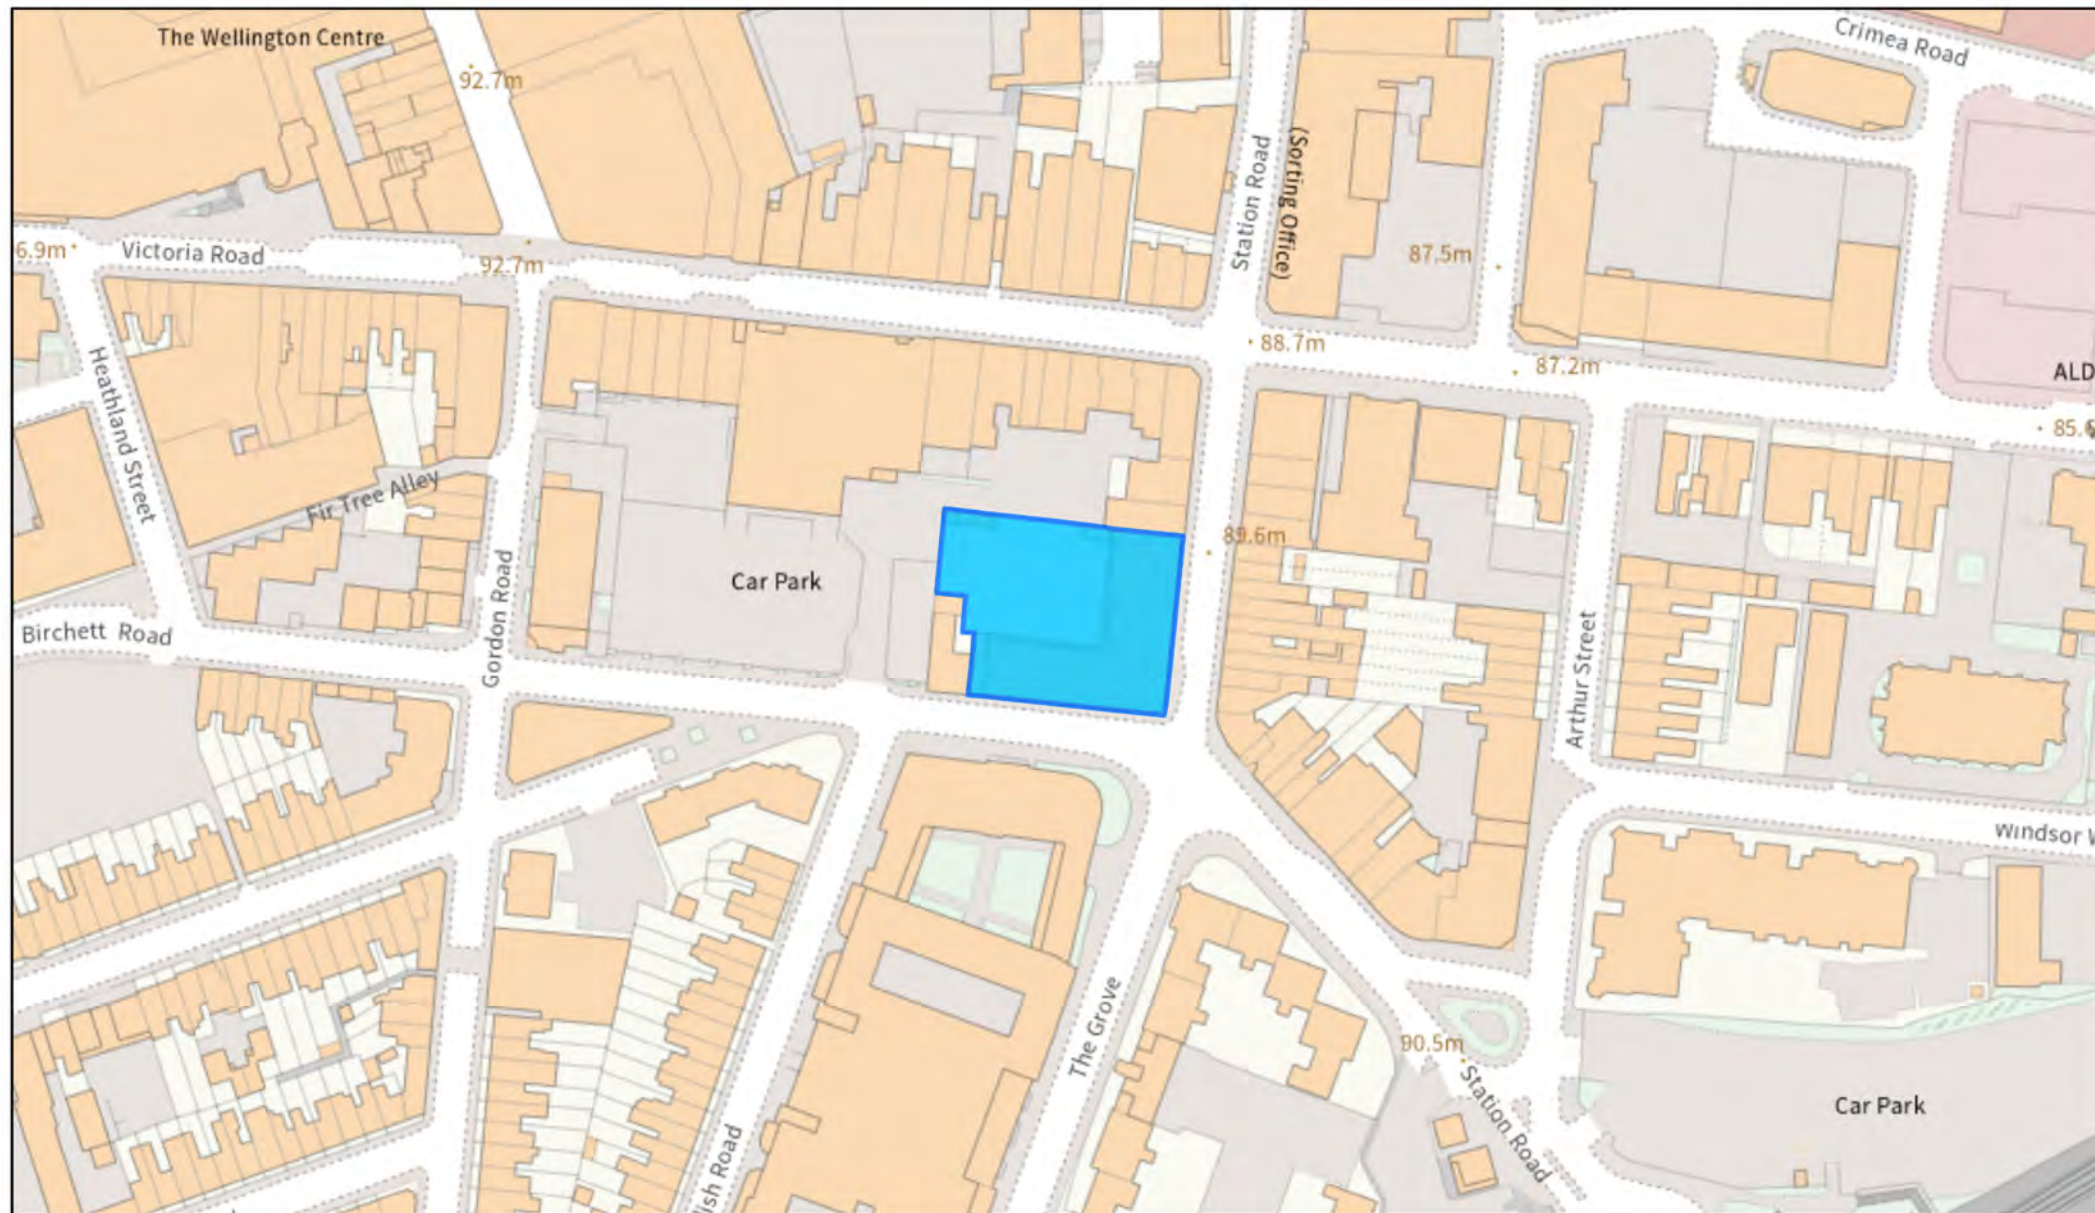 The Wellington Centre
Crimea Road
92.7m
Station Road
(Sorting Office)
6.9m
Victoria Road
92.7m
87.5m
88.7m
87.2m
ALD
85.6
Heathland Street
Fir Tree Alley
89.6m
Car Park
Gordon Road
Birchett Road
Arthur Street
Windsor W
The Grove
90.5m
Station Road
Car Park
lish Road